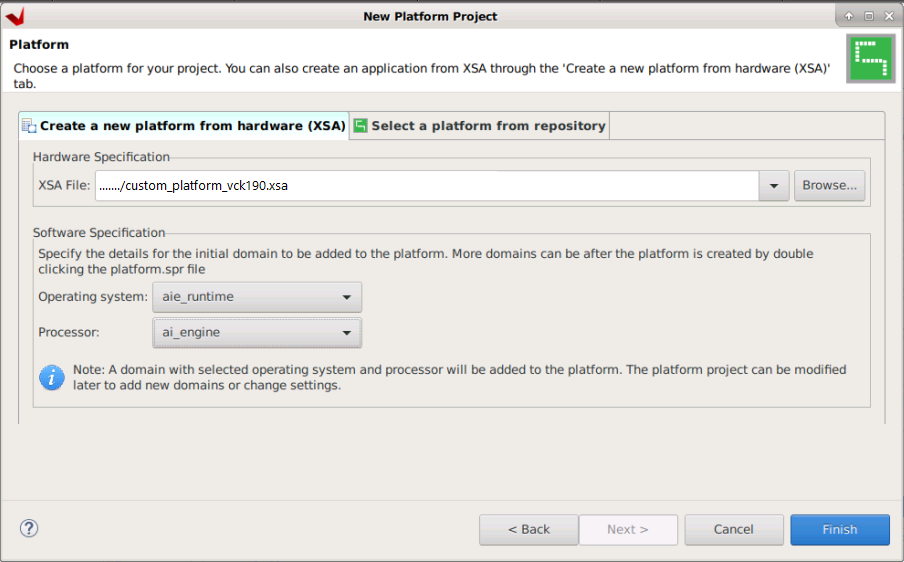 New Platform Project
Platform
Choose a platform for your project. You can also create an application from XSA through the 'Create a new platform from hardware (XSA)'
tab.
Create a new platform from hardware (XSA)
Select a platform from repository
Hardware Specification
XSA File: ......./custom_platform_vck190.xsa Browse...
Software Specification
Specify the details for the initial domain to be added to the platform. More domains can be after the platform is created by double
clicking the platform.spr file
Operating system: aie_runtime
Processor: ai_engine
Note: A domain with selected operating system and processor will be added to the platform. The platform project can be modified
later to add new domains or change settings.
< Back Next > Cancel Finish